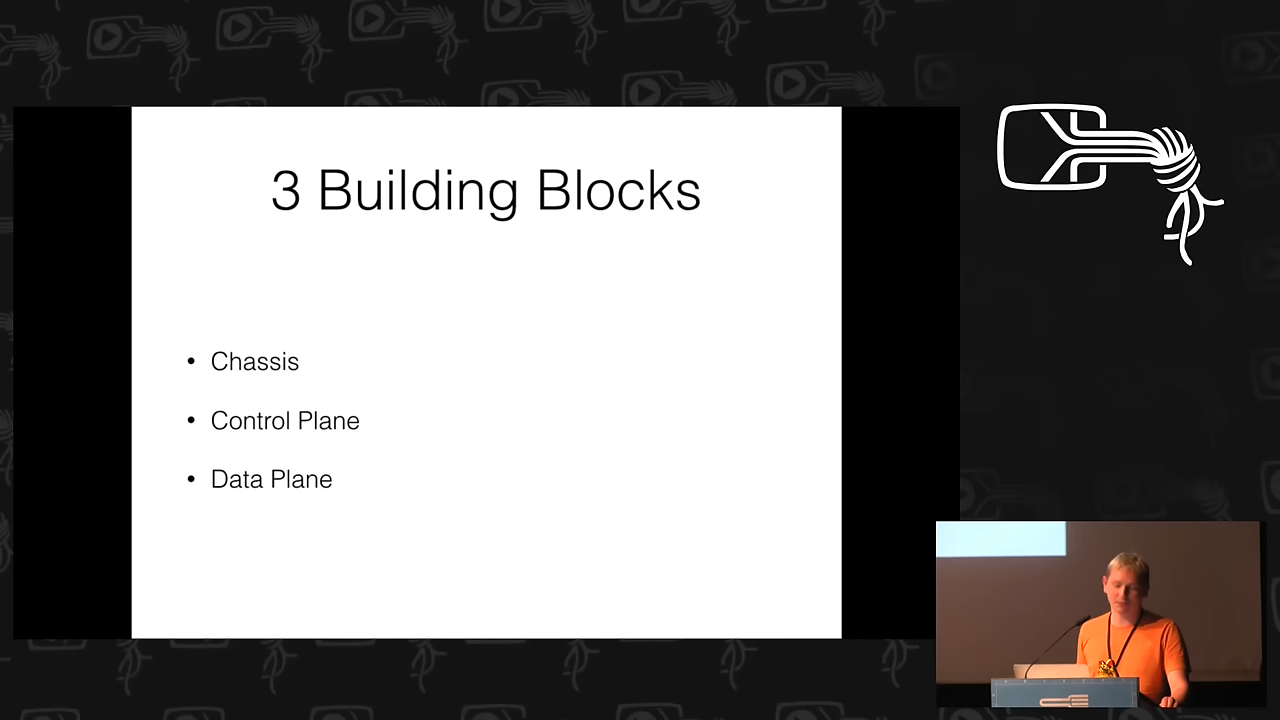 3 Building Blocks
• Chassis
• Control Plane
• Data Plane